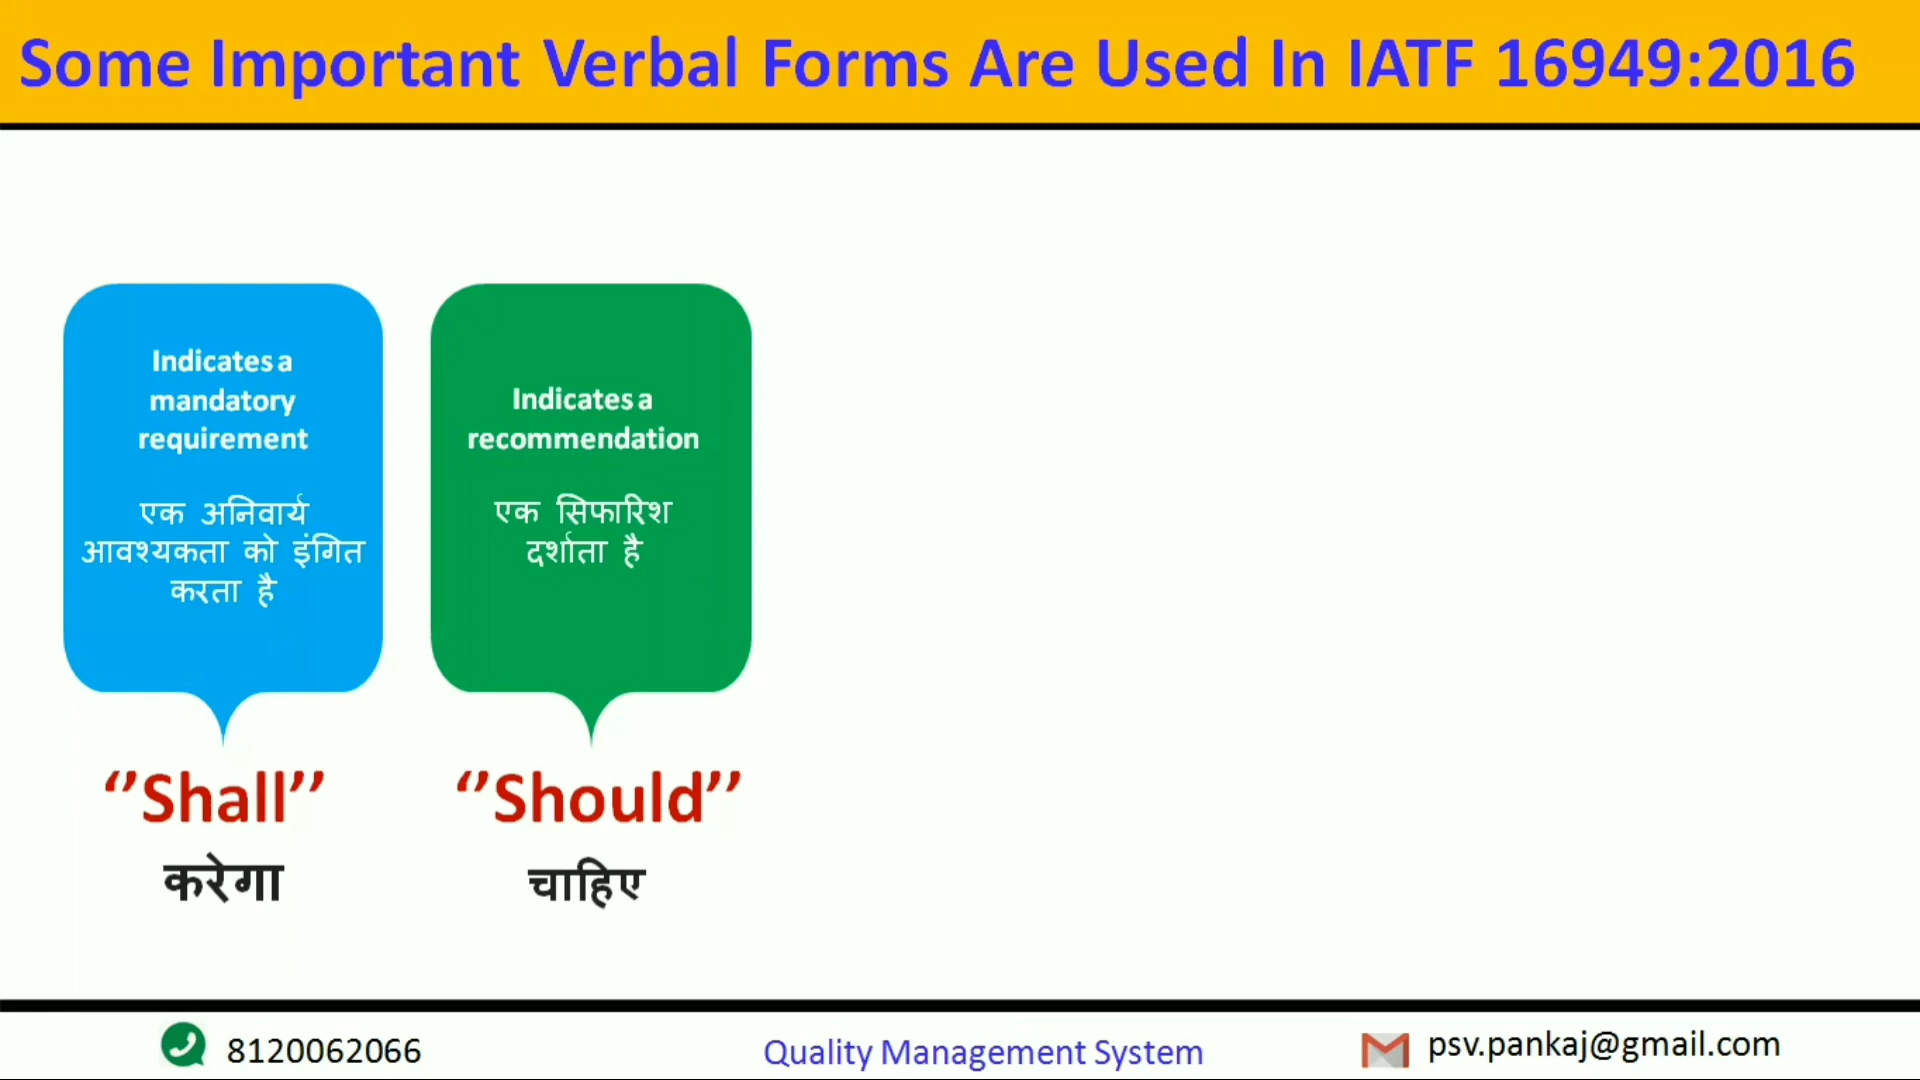 Some Important Verbal Forms Are Used In IATF 16949:2016
Indicates a
mandatory
requirement
एक अनिवार्य
आवश्यकता को इंगित
करता है
‘’Shall’’
करेगा
Indicates a
recommendation
एक सिफारिश
दर्शाता है
‘’Should’’
चाहिए
8120062066
Quality Management System
psv.pankaj@gmail.com